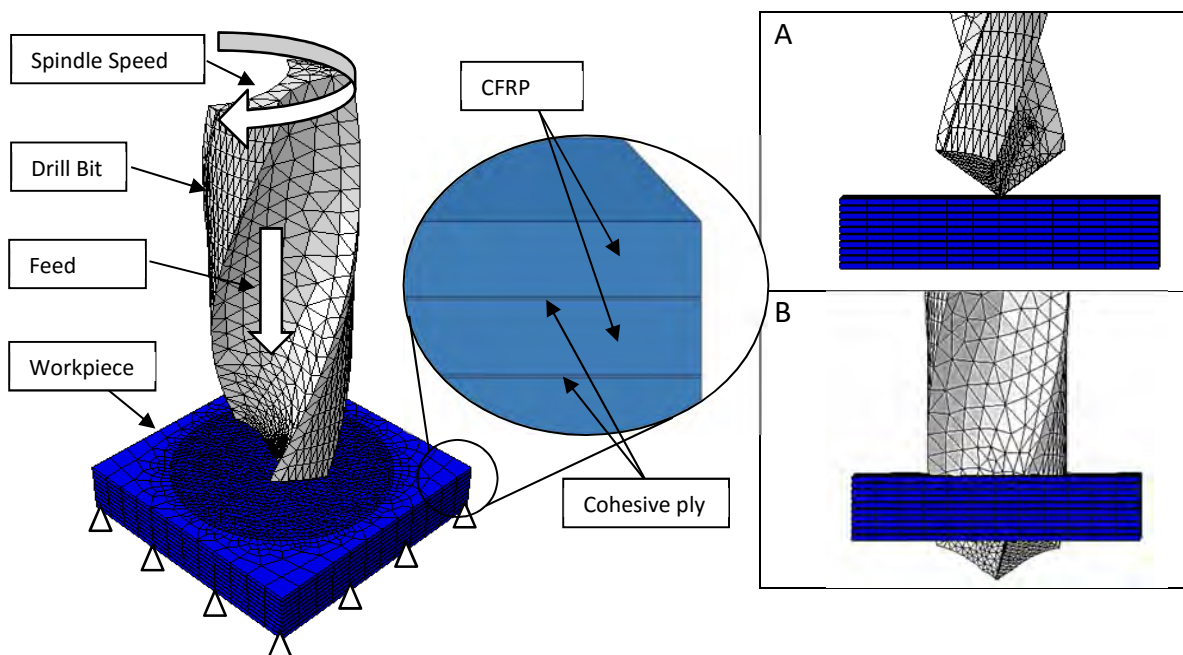 Spindle Speed
Drill Bit
Feed
Workpiece
CFRP
Cohesive ply
A
B